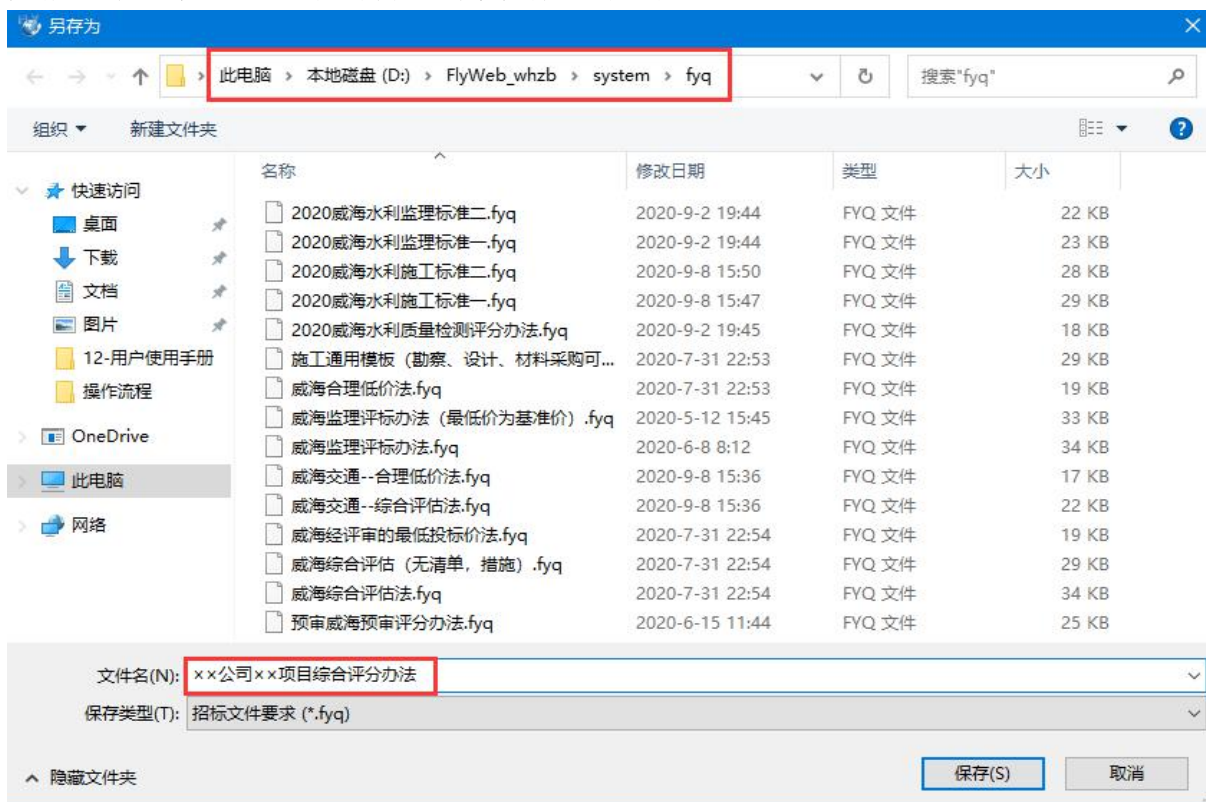 另存为
此电脑 › 本地磁盘 (D:) › FlyWeb_whzb › system › fyq
搜索"fyq"
组织 新建文件夹
名称 修改日期 类型 大小
快速访问
桌面
下载
文档
图片
12-用户使用手册
操作流程
OneDrive
此电脑
网络
2020威海水利监理标准二.fyq 2020-9-2 19:44 FYQ 文件 22 KB
2020威海水利监理标准一.fyq 2020-9-2 19:44 FYQ 文件 23 KB
2020威海水利施工标准二.fyq 2020-9-8 15:50 FYQ 文件 28 KB
2020威海水利施工标准一.fyq 2020-9-8 15:47 FYQ 文件 29 KB
2020威海水利质量检测评分办法.fyq 2020-9-2 19:45 FYQ 文件 18 KB
施工通用模板（勘察、设计、材料采购可... 2020-7-31 22:53 FYQ 文件 29 KB
威海合理低价法.fyq 2020-7-31 22:53 FYQ 文件 19 KB
威海监理评标办法（最低价为基准价）.fyq 2020-5-12 15:45 FYQ 文件 33 KB
威海监理评标办法.fyq 2020-6-8 8:12 FYQ 文件 34 KB
威海交通--合理低价法.fyq 2020-9-8 15:36 FYQ 文件 17 KB
威海交通--综合评估法.fyq 2020-9-8 15:36 FYQ 文件 22 KB
威海经评审的最低投标价法.fyq 2020-7-31 22:54 FYQ 文件 19 KB
威海综合评估（无清单，措施）.fyq 2020-7-31 22:54 FYQ 文件 29 KB
威海综合评估法.fyq 2020-7-31 22:54 FYQ 文件 34 KB
预审威海预审评分办法.fyq 2020-6-15 11:44 FYQ 文件 25 KB
文件名(N): ××公司××项目综合评分办法
保存类型(T): 招标文件要求 (*.fyq)
隐藏文件夹 保存(S) 取消